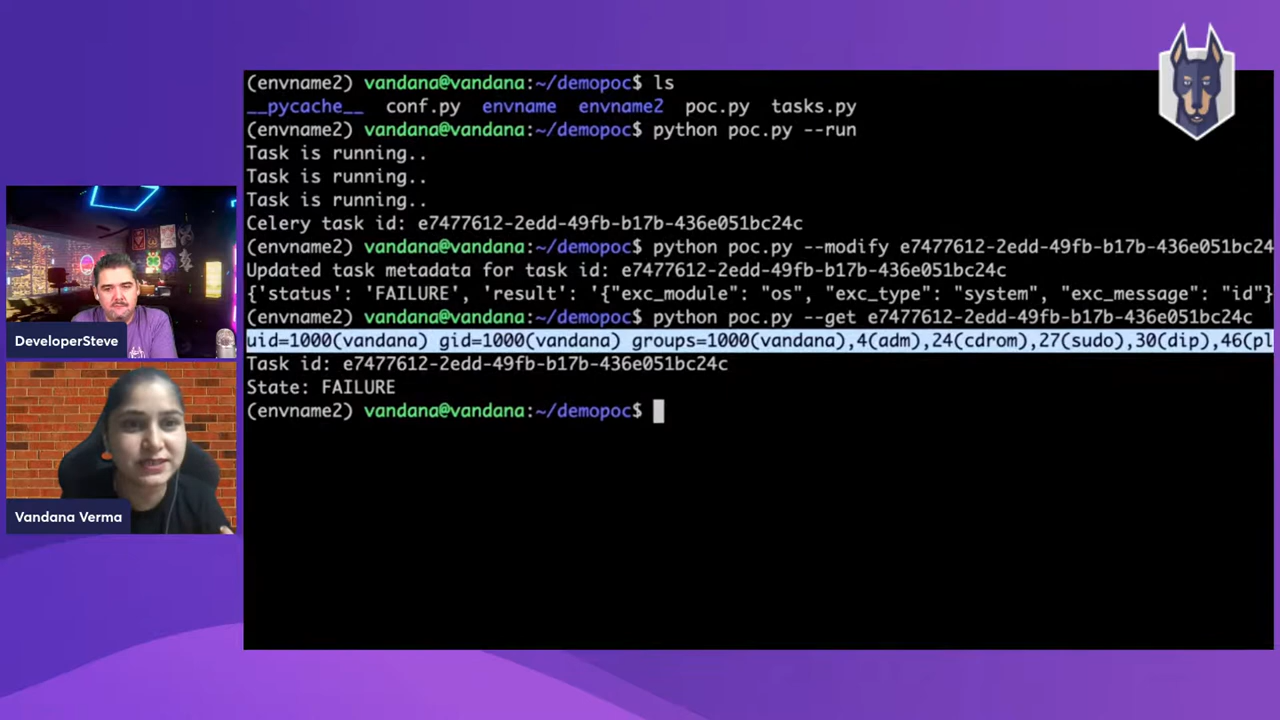 (envname2) vandana@vandana:~/demopoc$ ls
__pycache__ conf.py envname envname2 poc.py tasks.py
(envname2) vandana@vandana:~/demopoc$ python poc.py --run
Task is running..
Task is running..
Task is running..
Celery task id: e7477612-2edd-49fb-b17b-436e051bc24c
(envname2) vandana@vandana:~/demopoc$ python poc.py --modify e7477612-2edd-49fb-b17b-436e051bc24
Updated task metadata for task id: e7477612-2edd-49fb-b17b-436e051bc24c
{'status': 'FAILURE', 'result': '{"exc_module": "os", "exc_type": "system", "exc_message": "id"}
(envname2) vandana@vandana:~/demopoc$ python poc.py --get e7477612-2edd-49fb-b17b-436e051bc24c
uid=1000(vandana) gid=1000(vandana) groups=1000(vandana),4(adm),24(cdrom),27(sudo),30(dip),46(pl
Task id: e7477612-2edd-49fb-b17b-436e051bc24c
State: FAILURE
(envname2) vandana@vandana:~/demopoc$
DeveloperSteve
Vandana Verma